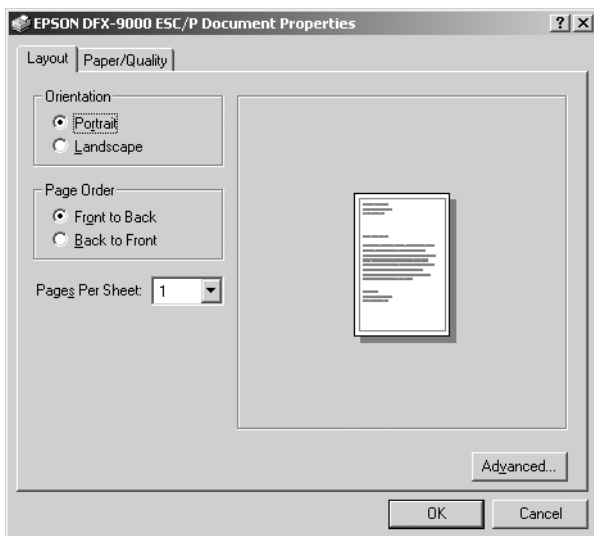 EPSON DFX-9000 ESC/P Document Properties
Layout
Paper/Quality
Orientation
Portrait
Landscape
Page Order
Front to Back
Back to Front
Pages Per Sheet: 1
Advanced...
OK
Cancel